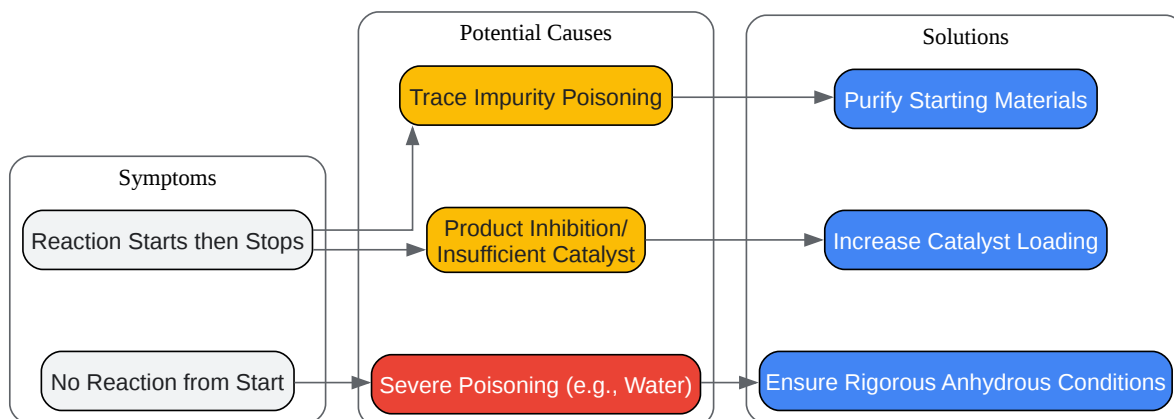 Symptoms
Reaction Starts then Stops
No Reaction from Start
Potential Causes
Trace Impurity Poisoning
Product Inhibition/
Insufficient Catalyst
Severe Poisoning (e.g., Water)
Solutions
Purify Starting Materials
Increase Catalyst Loading
Ensure Rigorous Anhydrous Conditions